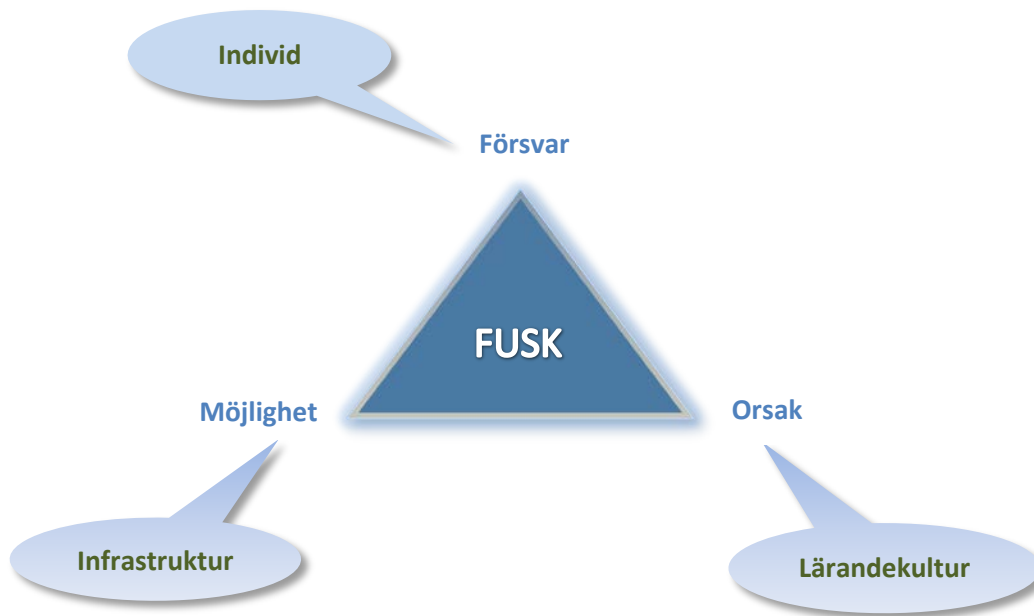 Individ
Försvar
FUSK
Möjlighet
Orsak
Infrastruktur
Lärandekultur